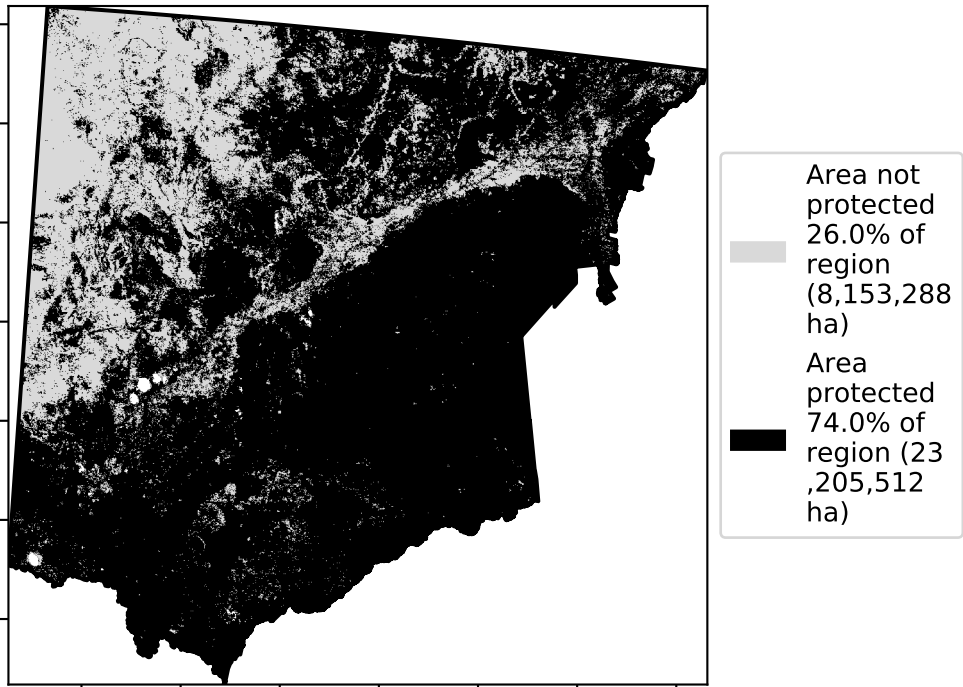 Area not
protected
26.0% of
region
(8,153,288
ha)
Area
protected
74.0% of
region (23
,205,512
ha)